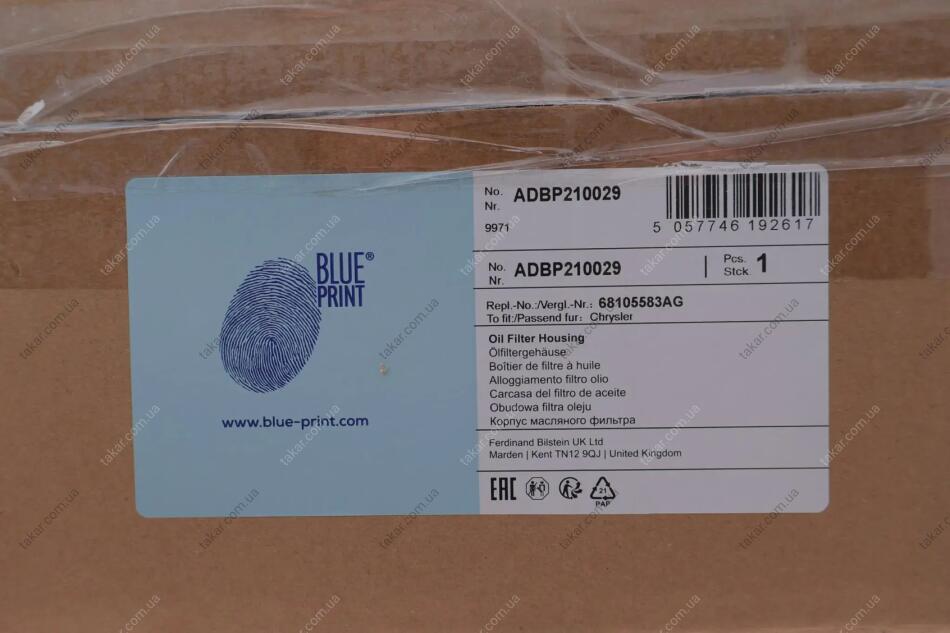 BLUE®
PRINT
www.blue-print.com
No.
Nr.
ADBP210029
9971
5 057746 192617
No.
Nr.
ADBP210029
Pcs.
Stck.
1
Repl.-No.:/Vergl.-Nr.: 68105583AG
To fit:/Passend fur: Chrysler
Oil Filter Housing
Ölfiltergehäuse
Boîtier de filtre à huile
Alloggiamento filtro olio
Carcasa del filtro de aceite
Obudowa filtra oleju
Корпус масляного фильтра
Ferdinand Bilstein UK Ltd
Marden | Kent TN12 9QJ | United Kingdom
EAC
21
PAP
takar.com.ua